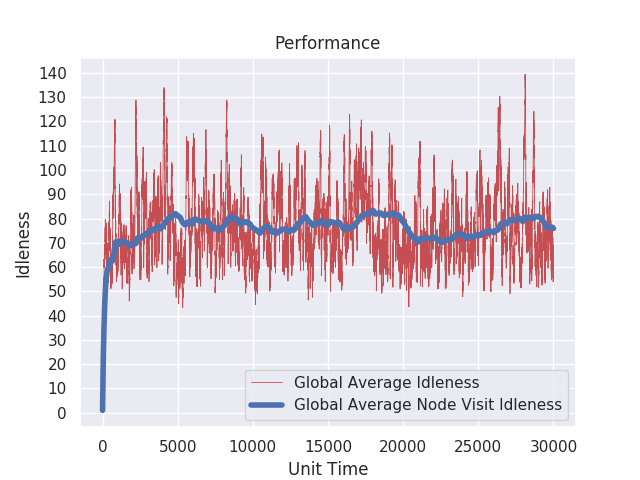 Performance
140
130
120
110
100
90
80
70
60
50
40
30
20
10
0
Idleness
Global Average Idleness
Global Average Node Visit Idleness
0 5000 10000 15000 20000 25000 30000
Unit Time